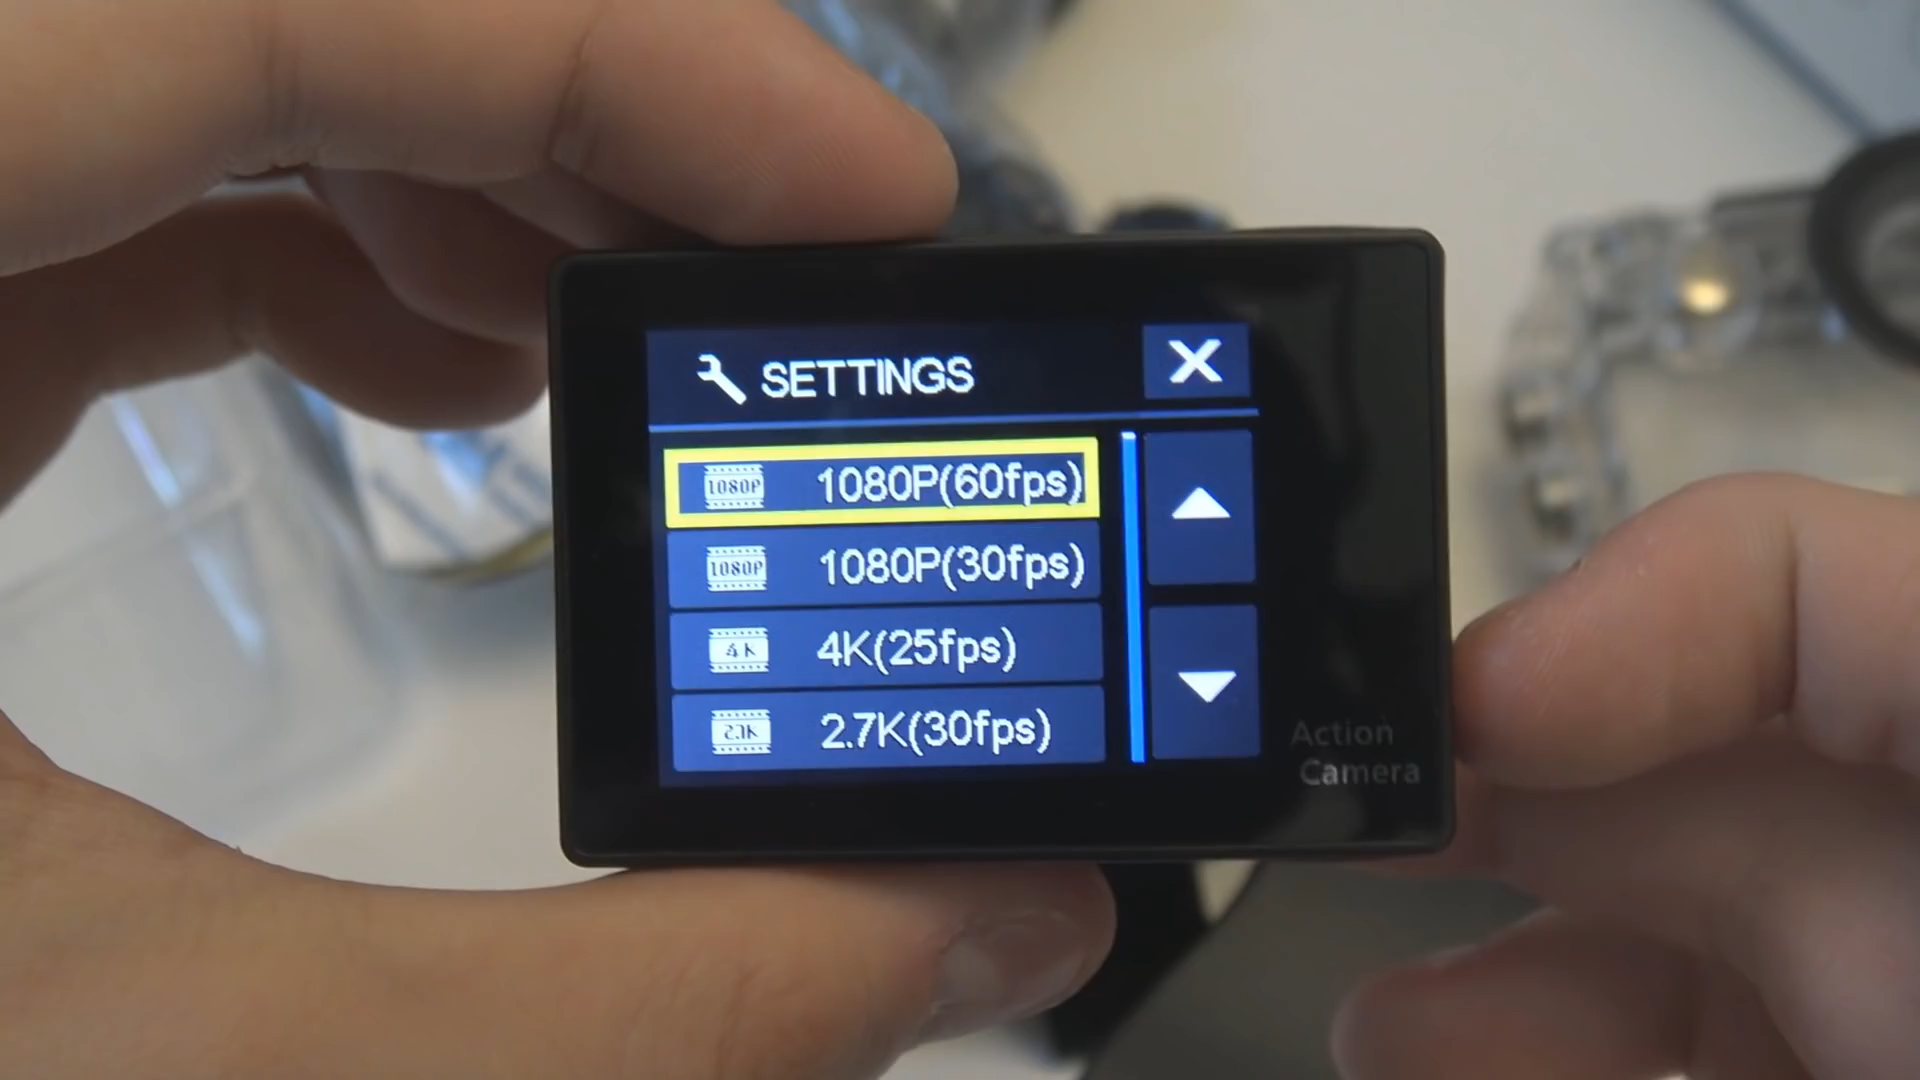 SETTINGS
1080P 1080P(60fps)
1080P 1080P(30fps)
4K 4K(25fps)
2.7K 2.7K(30fps)
Action
Camera